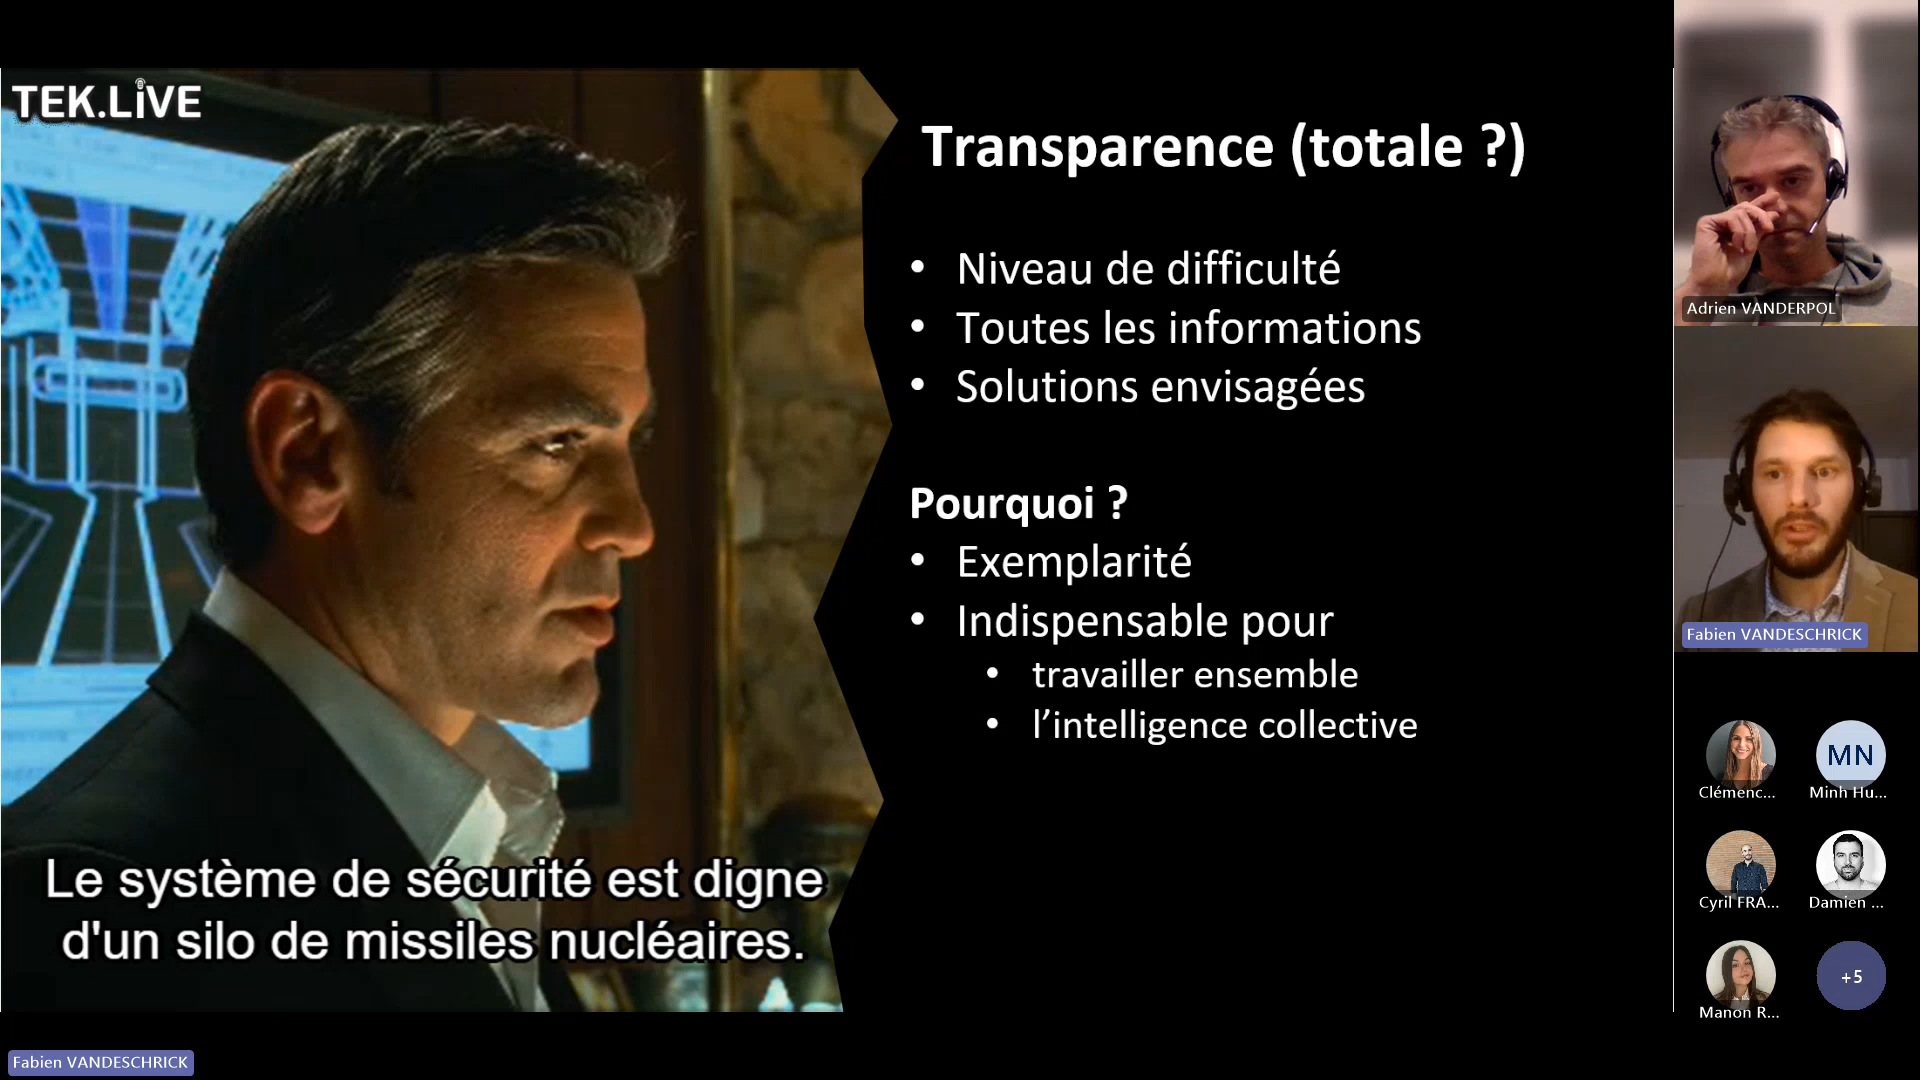 TEK.LiVE
Transparence (totale ?)
• Niveau de difficulté
• Toutes les informations
• Solutions envisagées
Pourquoi ?
• Exemplarité
• Indispensable pour
• travailler ensemble
• l’intelligence collective
Le système de sécurité est digne
d'un silo de missiles nucléaires.
Fabien VANDESCHRICK
Adrien VANDERPOL
Fabien VANDESCHRICK
Clémenc...
MN
Minh Hu...
Cyril FRA...
Damien ...
Manon R...
+5